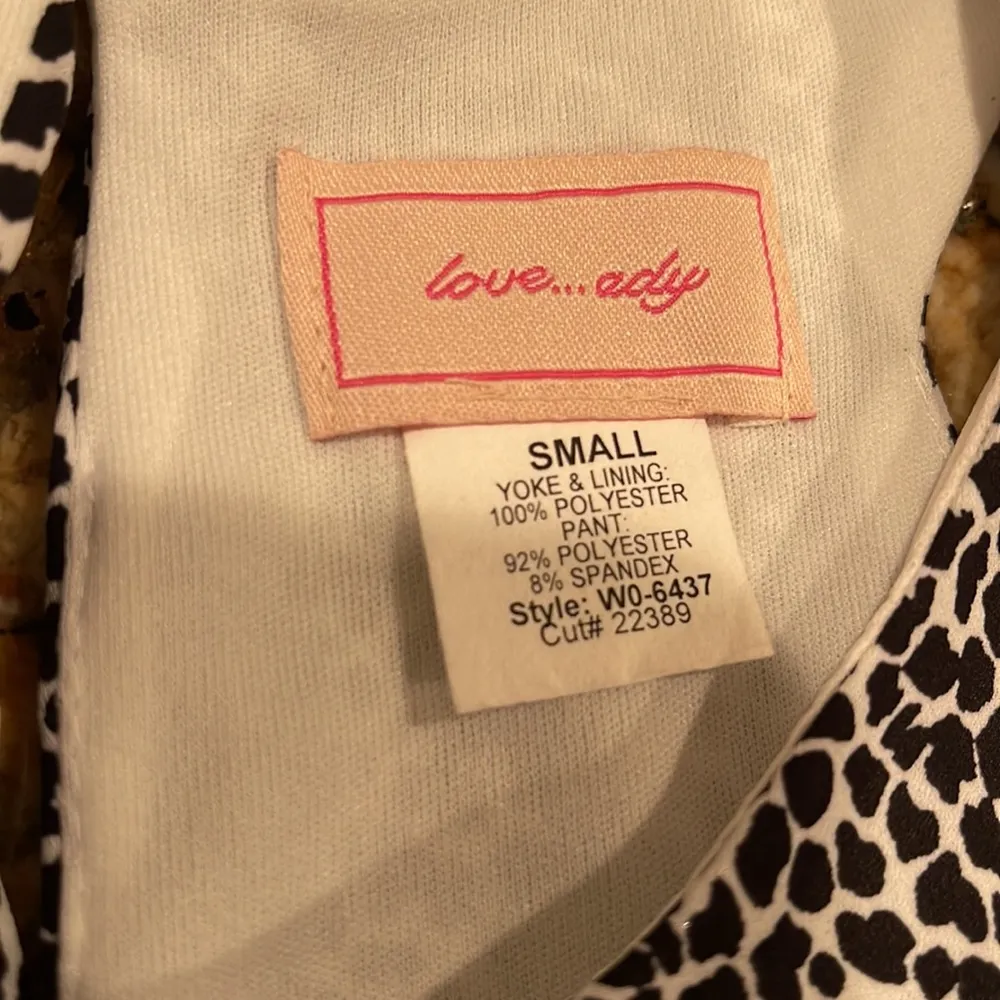 love...ady
SMALL
YOKE & LINING:
100% POLYESTER
PANT:
92% POLYESTER
8% SPANDEX
Style: W0-6437
Cut# 22389